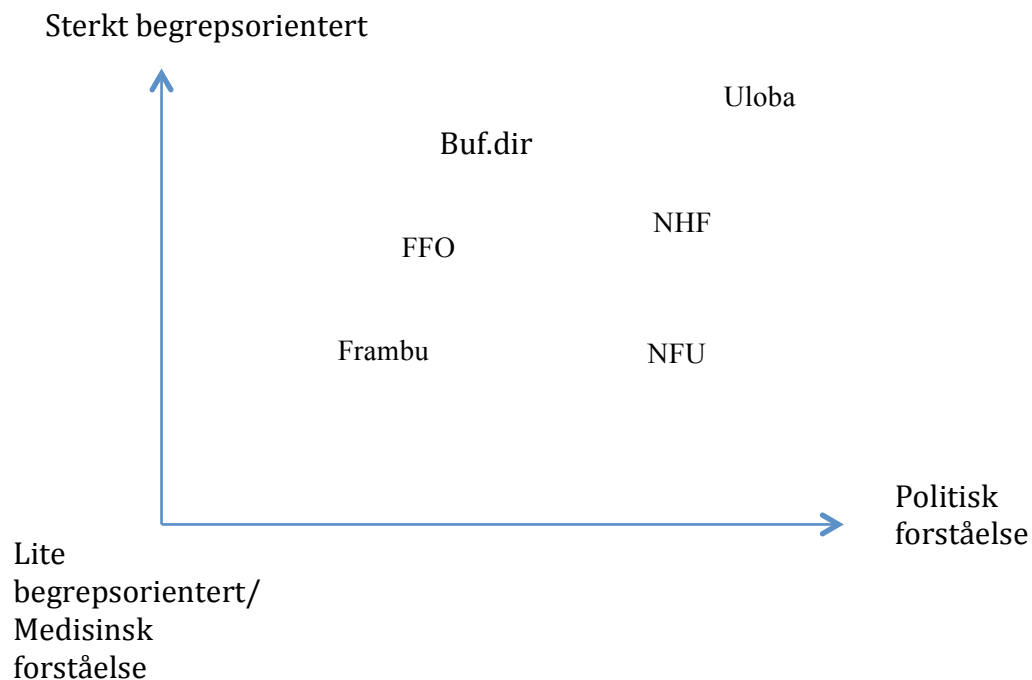 Sterkt begrepsorientert
Uloba
Buf.dir
NHF
FFO
Frambu
NFU
Politisk
forståelse
Lite
begrepsorientert/
Medisinsk
forståelse